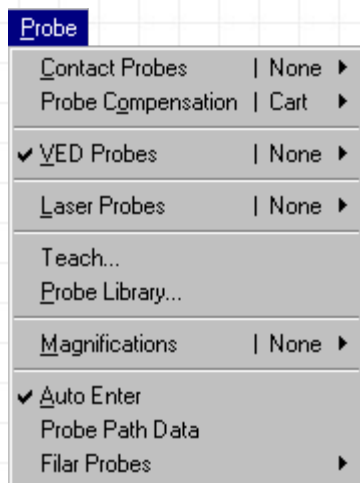 Probe
Contact Probes | None
Probe Compensation | Cart
VED Probes | None
Laser Probes | None
Teach...
Probe Library...
Magnifications | None
Auto Enter
Probe Path Data
Filar Probes